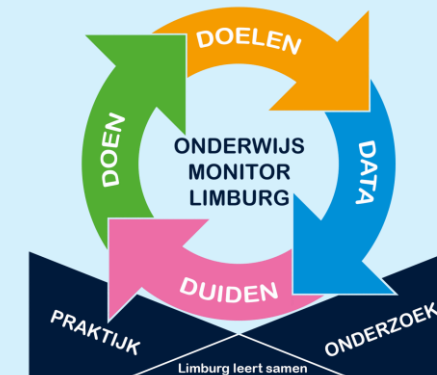 DOELEN
DATA
DUIDEN
DOEN
ONDERWIJS
MONITOR
LIMBURG
PRAKTIJK
ONDERZOEK
Limburg leert samen